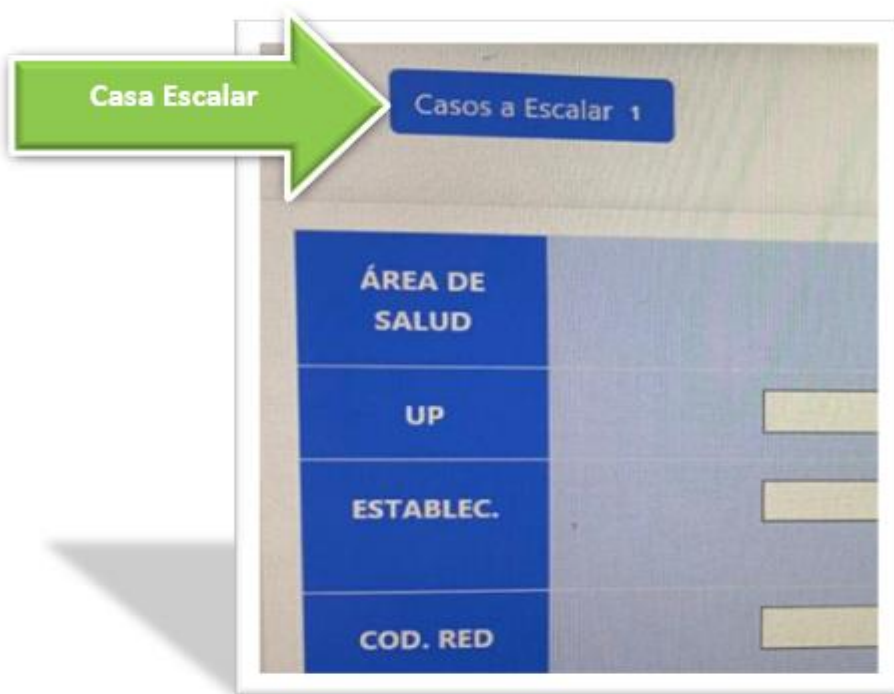 Casa Escalar
Casos a Escalar 1
ÁREA DE
SALUD
UP
ESTABLEC.
COD. RED